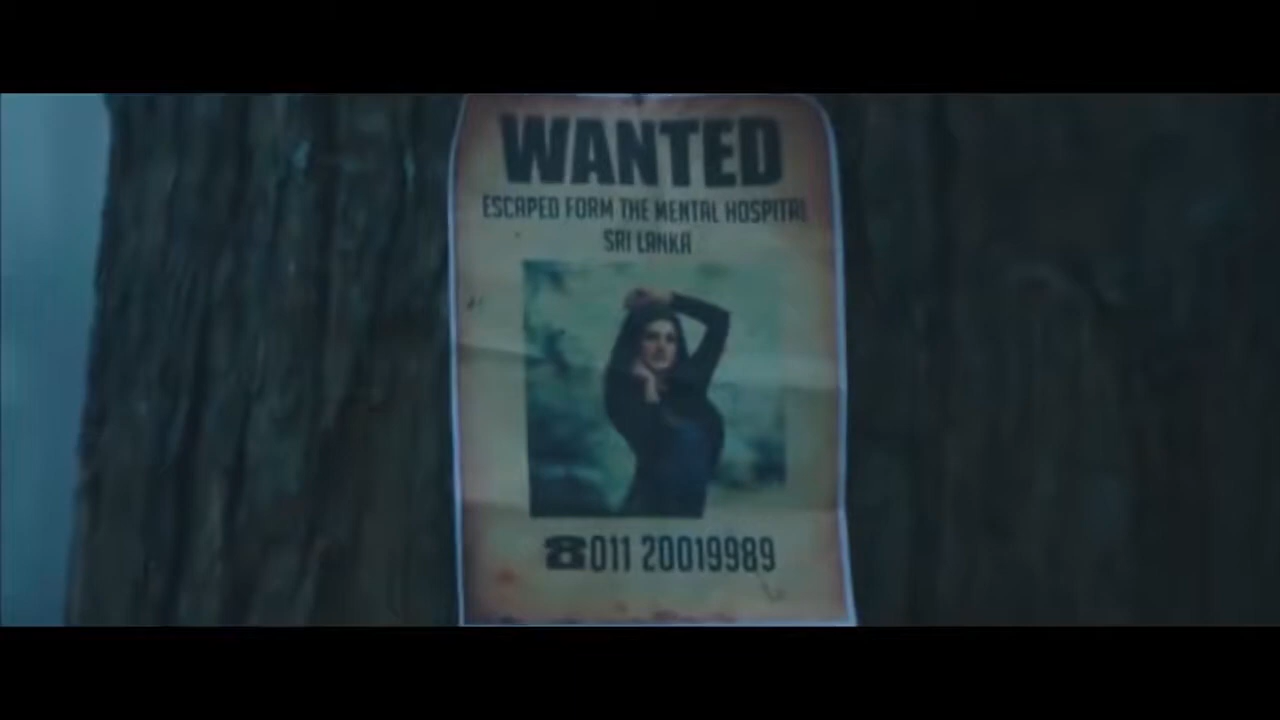 WANTED
ESCAPED FORM THE MENTAL HOSPITAL
SRI LANKA
☎011 20019989